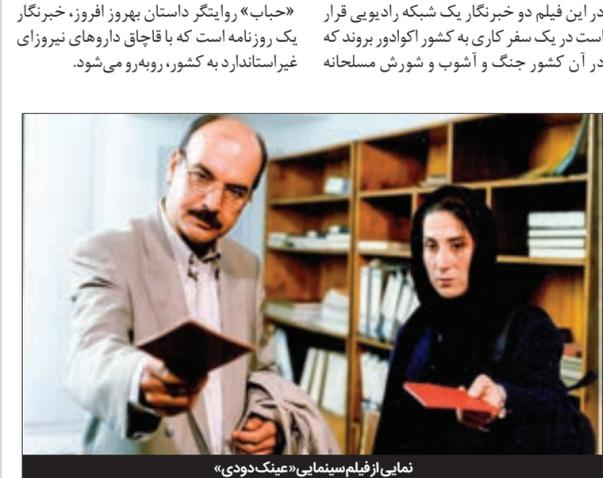 در این فیلم دو خبرنگار یک شبکه رادیویی قرار
است در یک سفر کاری به کشور اکوادور بروند که
در آن کشور جنگ و آشوب و شورش مسلحانه
«حباب» روایتگر داستان بهروز افروز، خبرنگار
یک روزنامه است که با قاچاق داروهای نیروزای
غیراستاندارد به کشور، روبه‌رو می‌شود.
نمایی از فیلم سینمایی «عینک دودی»